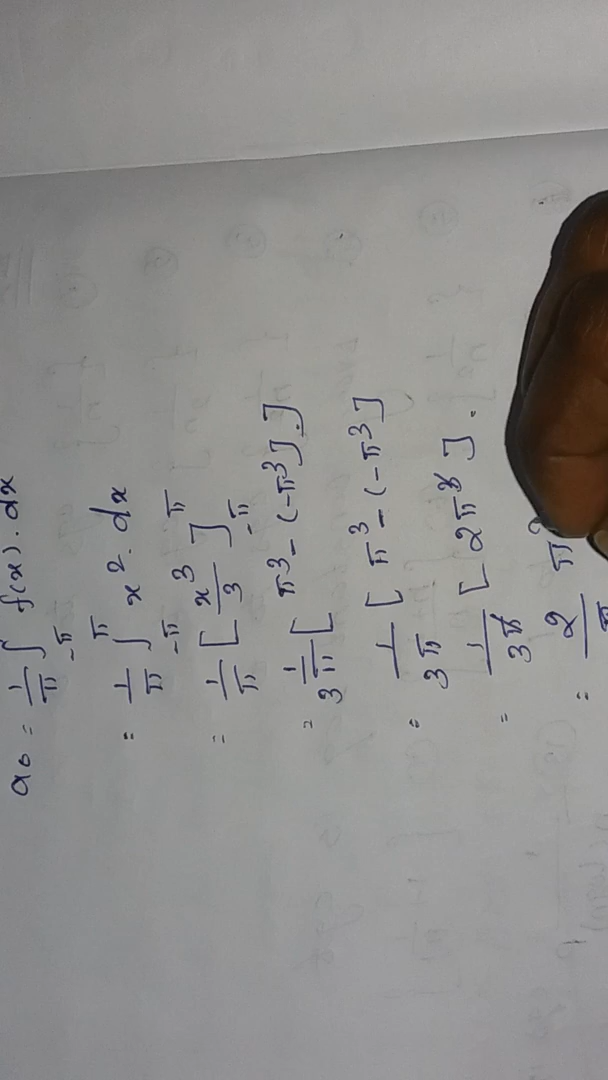 a₀ = 1/π ∫_{-π} f(x). dx
= 1/π ∫_{-π}^{π} x². dx
= 1/π [x³/3]_{-π}^{π}
= 1/3π [π³-(-π³].]
= 1/3π [π³-(-π³]
= 1/3π [2π³].
= 2 π²